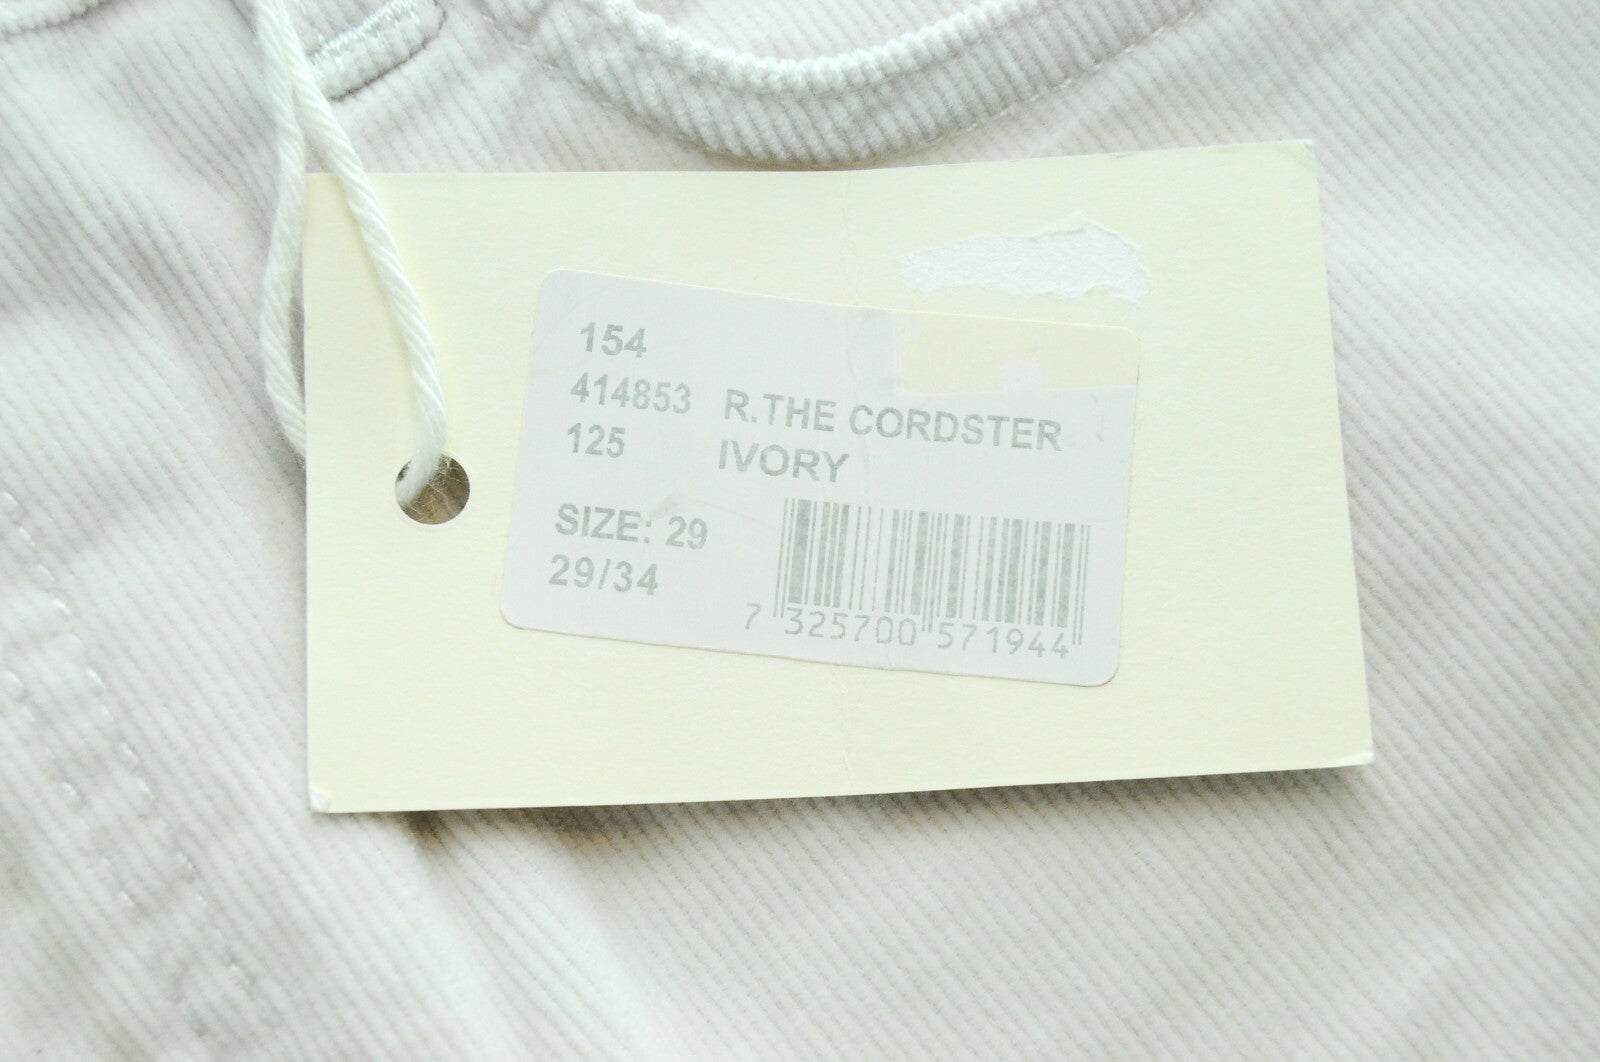 154
414853 R.THE CORDSTER
125 IVORY
SIZE: 29
29/34
7 325700 571944